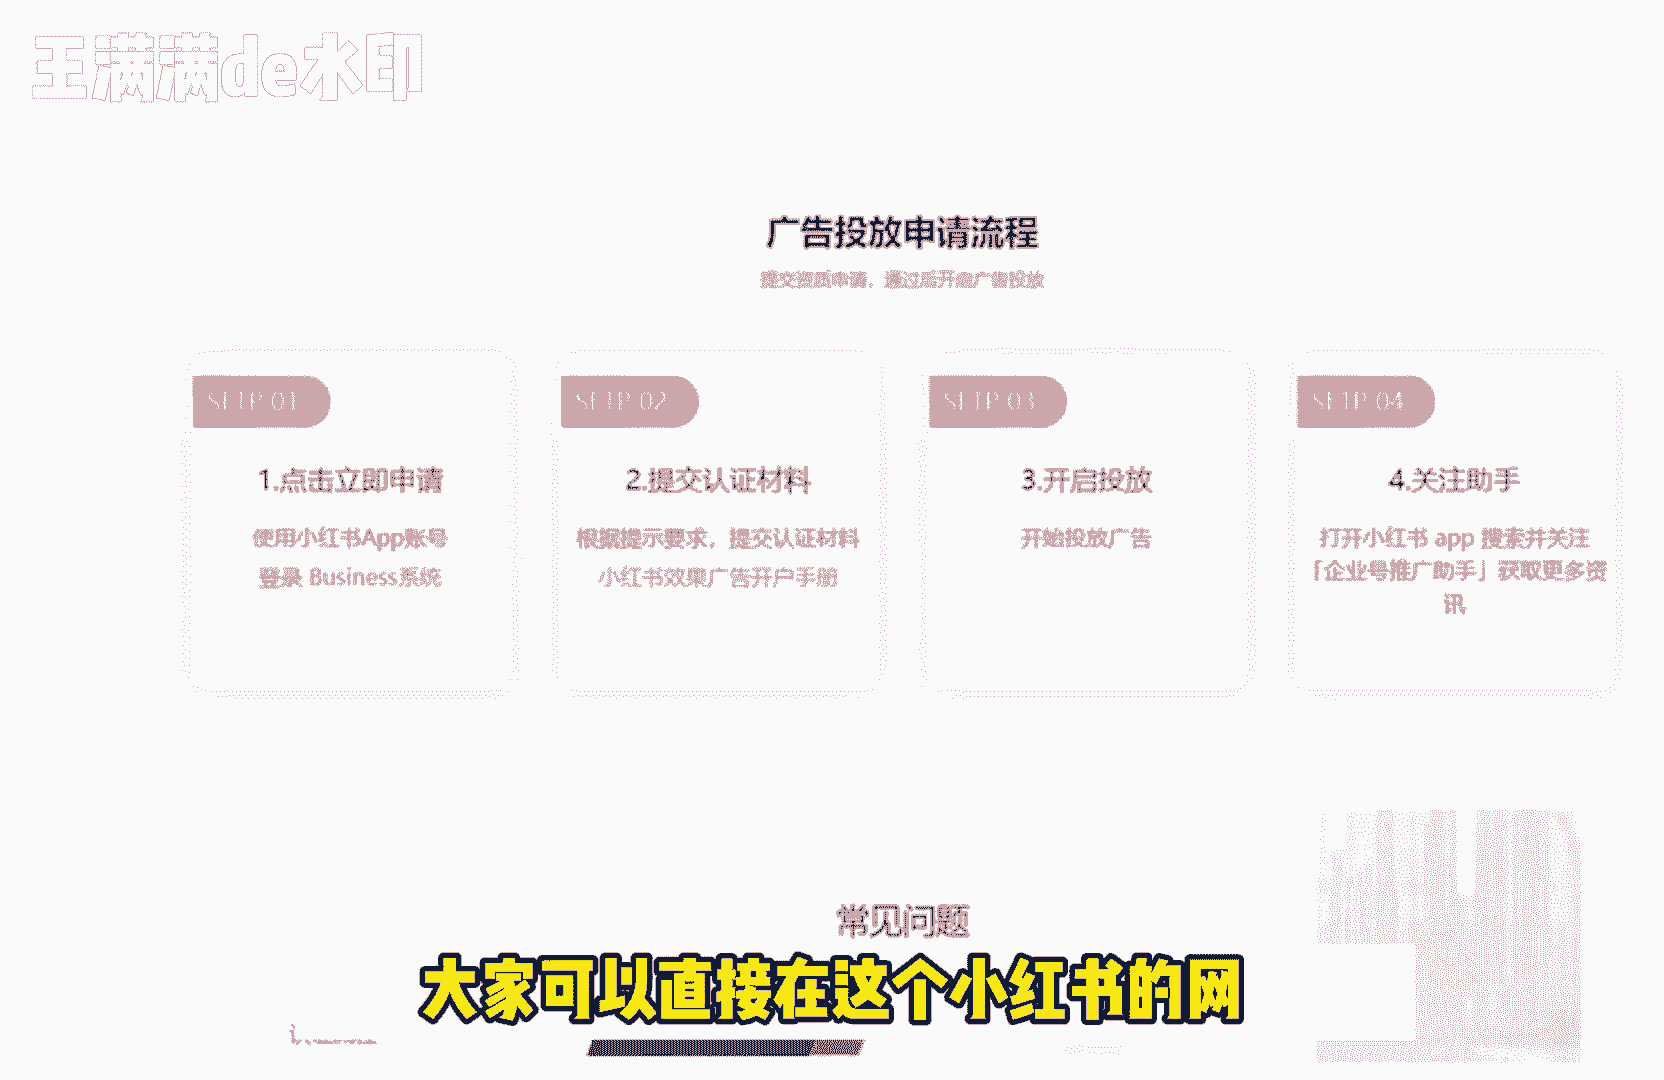 王满满de水印
广告投放申请流程
提交资质申请，通过后开启广告投放
SETP 01
SETP 02
SETP 03
SETP 04
1.点击立即申请
2.提交认证材料
3.开启投放
4.关注助手
使用小红书App账号
登录 Business系统
根据提示要求，提交认证材料
小红书效果广告开户手册
开始投放广告
打开小红书 app 搜索并关注
「企业号推广助手」获取更多资
讯
常见问题
大家可以直接在这个小红书的网